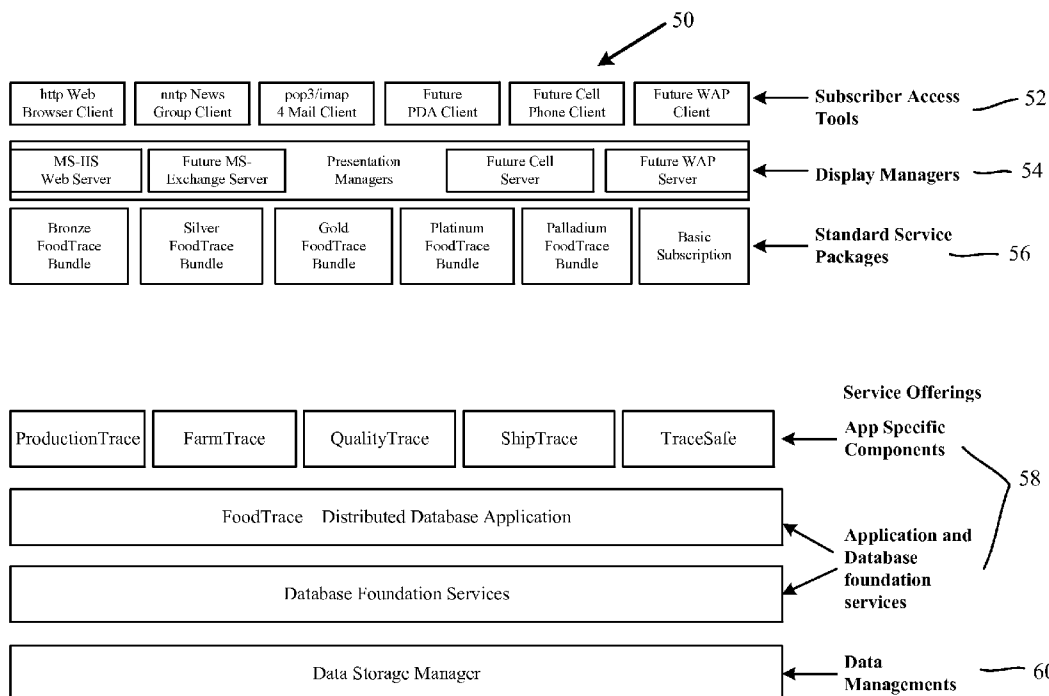 50
http Web
Browser Client
nntp News
Group Client
pop3/imap
4 Mail Client
Future
PDA Client
Future Cell
Phone Client
Future WAP
Client
Subscriber Access
Tools
52
MS-IIS
Web Server
Future MS-
Exchange Server
Presentation
Managers
Future Cell
Server
Future WAP
Server
Display Managers
54
Bronze
FoodTrace
Bundle
Silver
FoodTrace
Bundle
Gold
FoodTrace
Bundle
Platinum
FoodTrace
Bundle
Palladium
FoodTrace
Bundle
Basic
Subscription
Standard Service
Packages
56
Service Offerings
ProductionTrace
FarmTrace
QualityTrace
ShipTrace
TraceSafe
App Specific
Components
58
FoodTrace Distributed Database Application
Application and
Database
foundation
services
Database Foundation Services
Data Storage Manager
Data
Managements
60